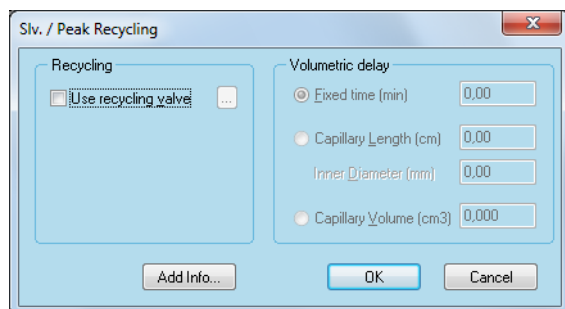 Slv. / Peak Recycling
x
Recycling
Use recycling valve
...
Volumetric delay
Fixed time (min)
0,00
Capillary Length (cm)
0,00
Inner Diameter (mm)
0,00
Capillary Volume (cm3)
0,000
Add Info...
OK
Cancel